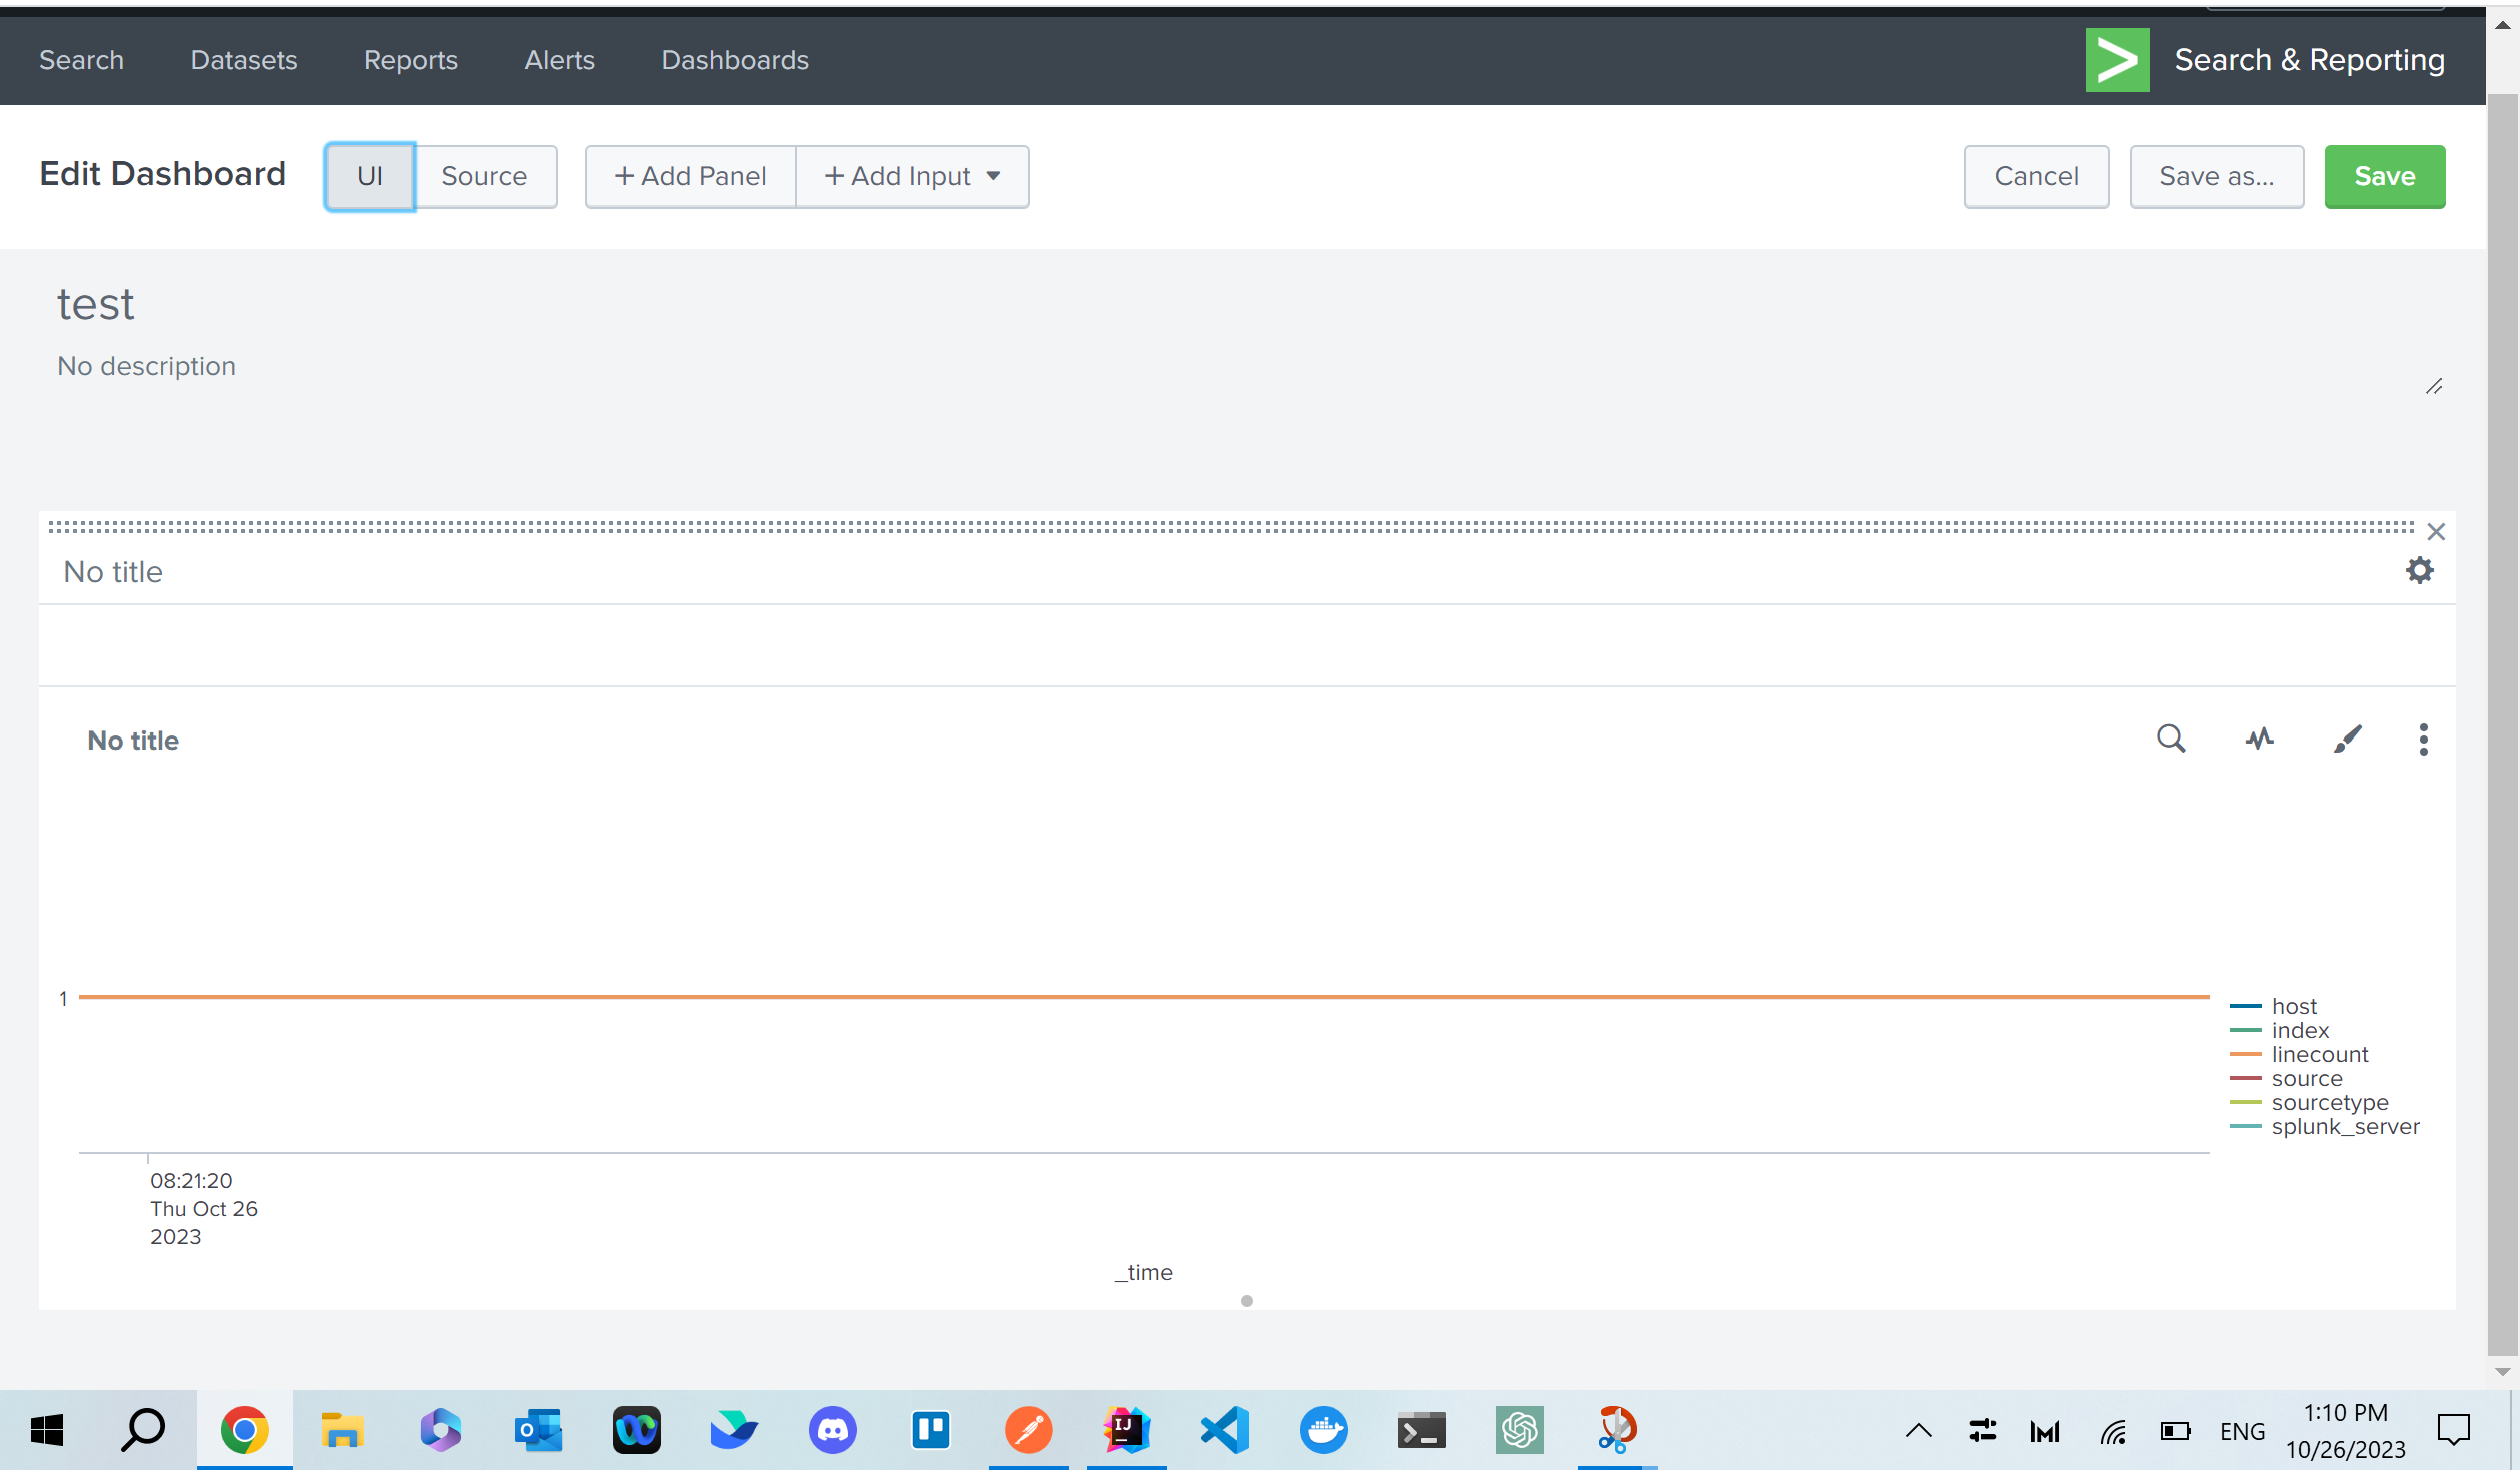 Search Datasets Reports Alerts Dashboards Search & Reporting
Edit Dashboard UI Source + Add Panel + Add Input Cancel Save as... Save
test
No description
No title
No title
1
host
index
linecount
source
sourcetype
splunk_server
08:21:20
Thu Oct 26
2023
_time
ENG
1:10 PM
10/26/2023